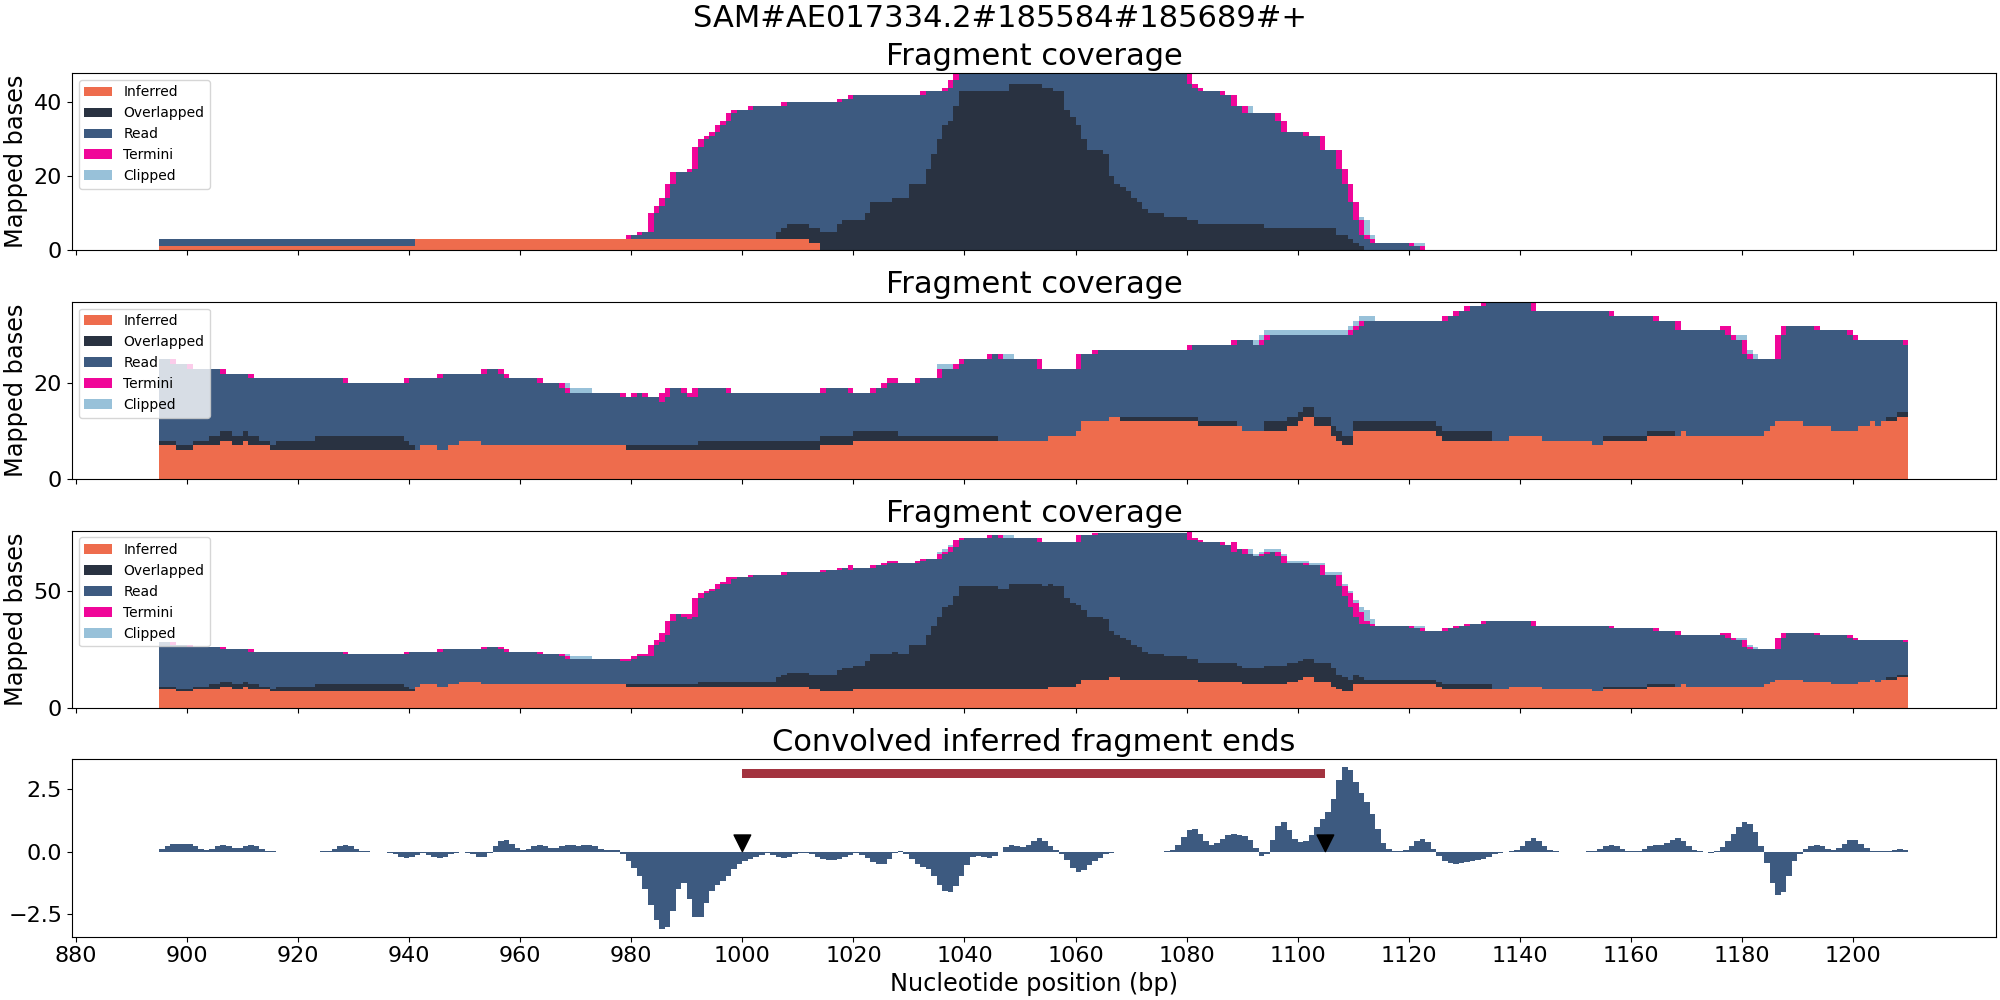 SAM#AE017334.2#185584#185689#+
Fragment coverage
Mapped bases
40
20
0
Inferred
Overlapped
Read
Termini
Clipped
Fragment coverage
Mapped bases
20
0
Inferred
Overlapped
Read
Termini
Clipped
Fragment coverage
Mapped bases
50
0
Inferred
Overlapped
Read
Termini
Clipped
Convolved inferred fragment ends
2.5
0.0
−2.5
880 900 920 940 960 980 1000 1020 1040 1060 1080 1100 1120 1140 1160 1180 1200
Nucleotide position (bp)